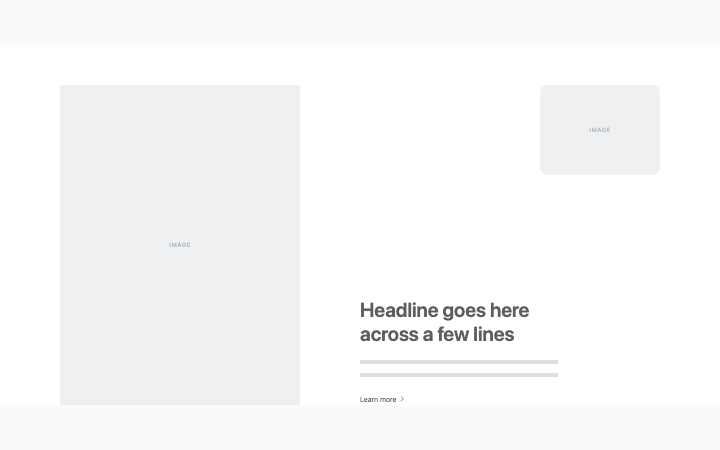 IMAGE
IMAGE
Headline goes here
across a few lines
Learn more